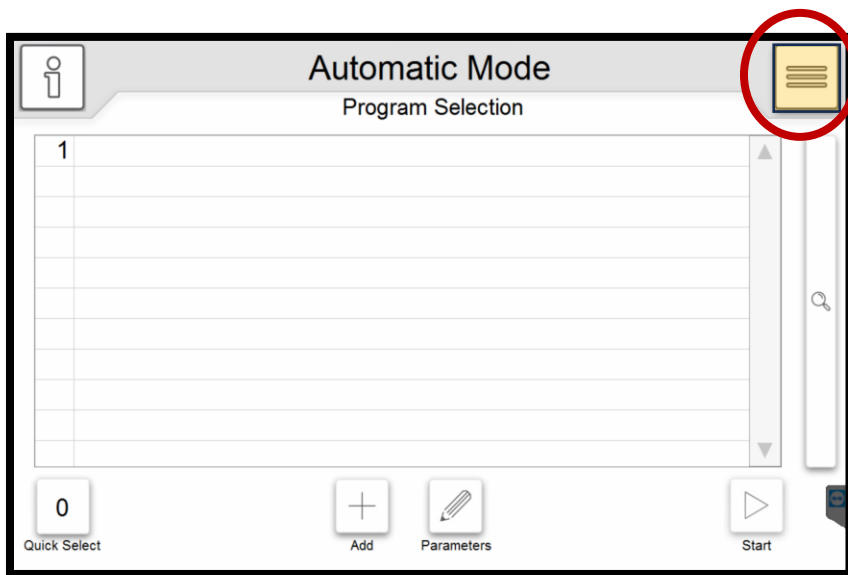 Automatic Mode
Program Selection
1
0
Quick Select
Add
Parameters
Start